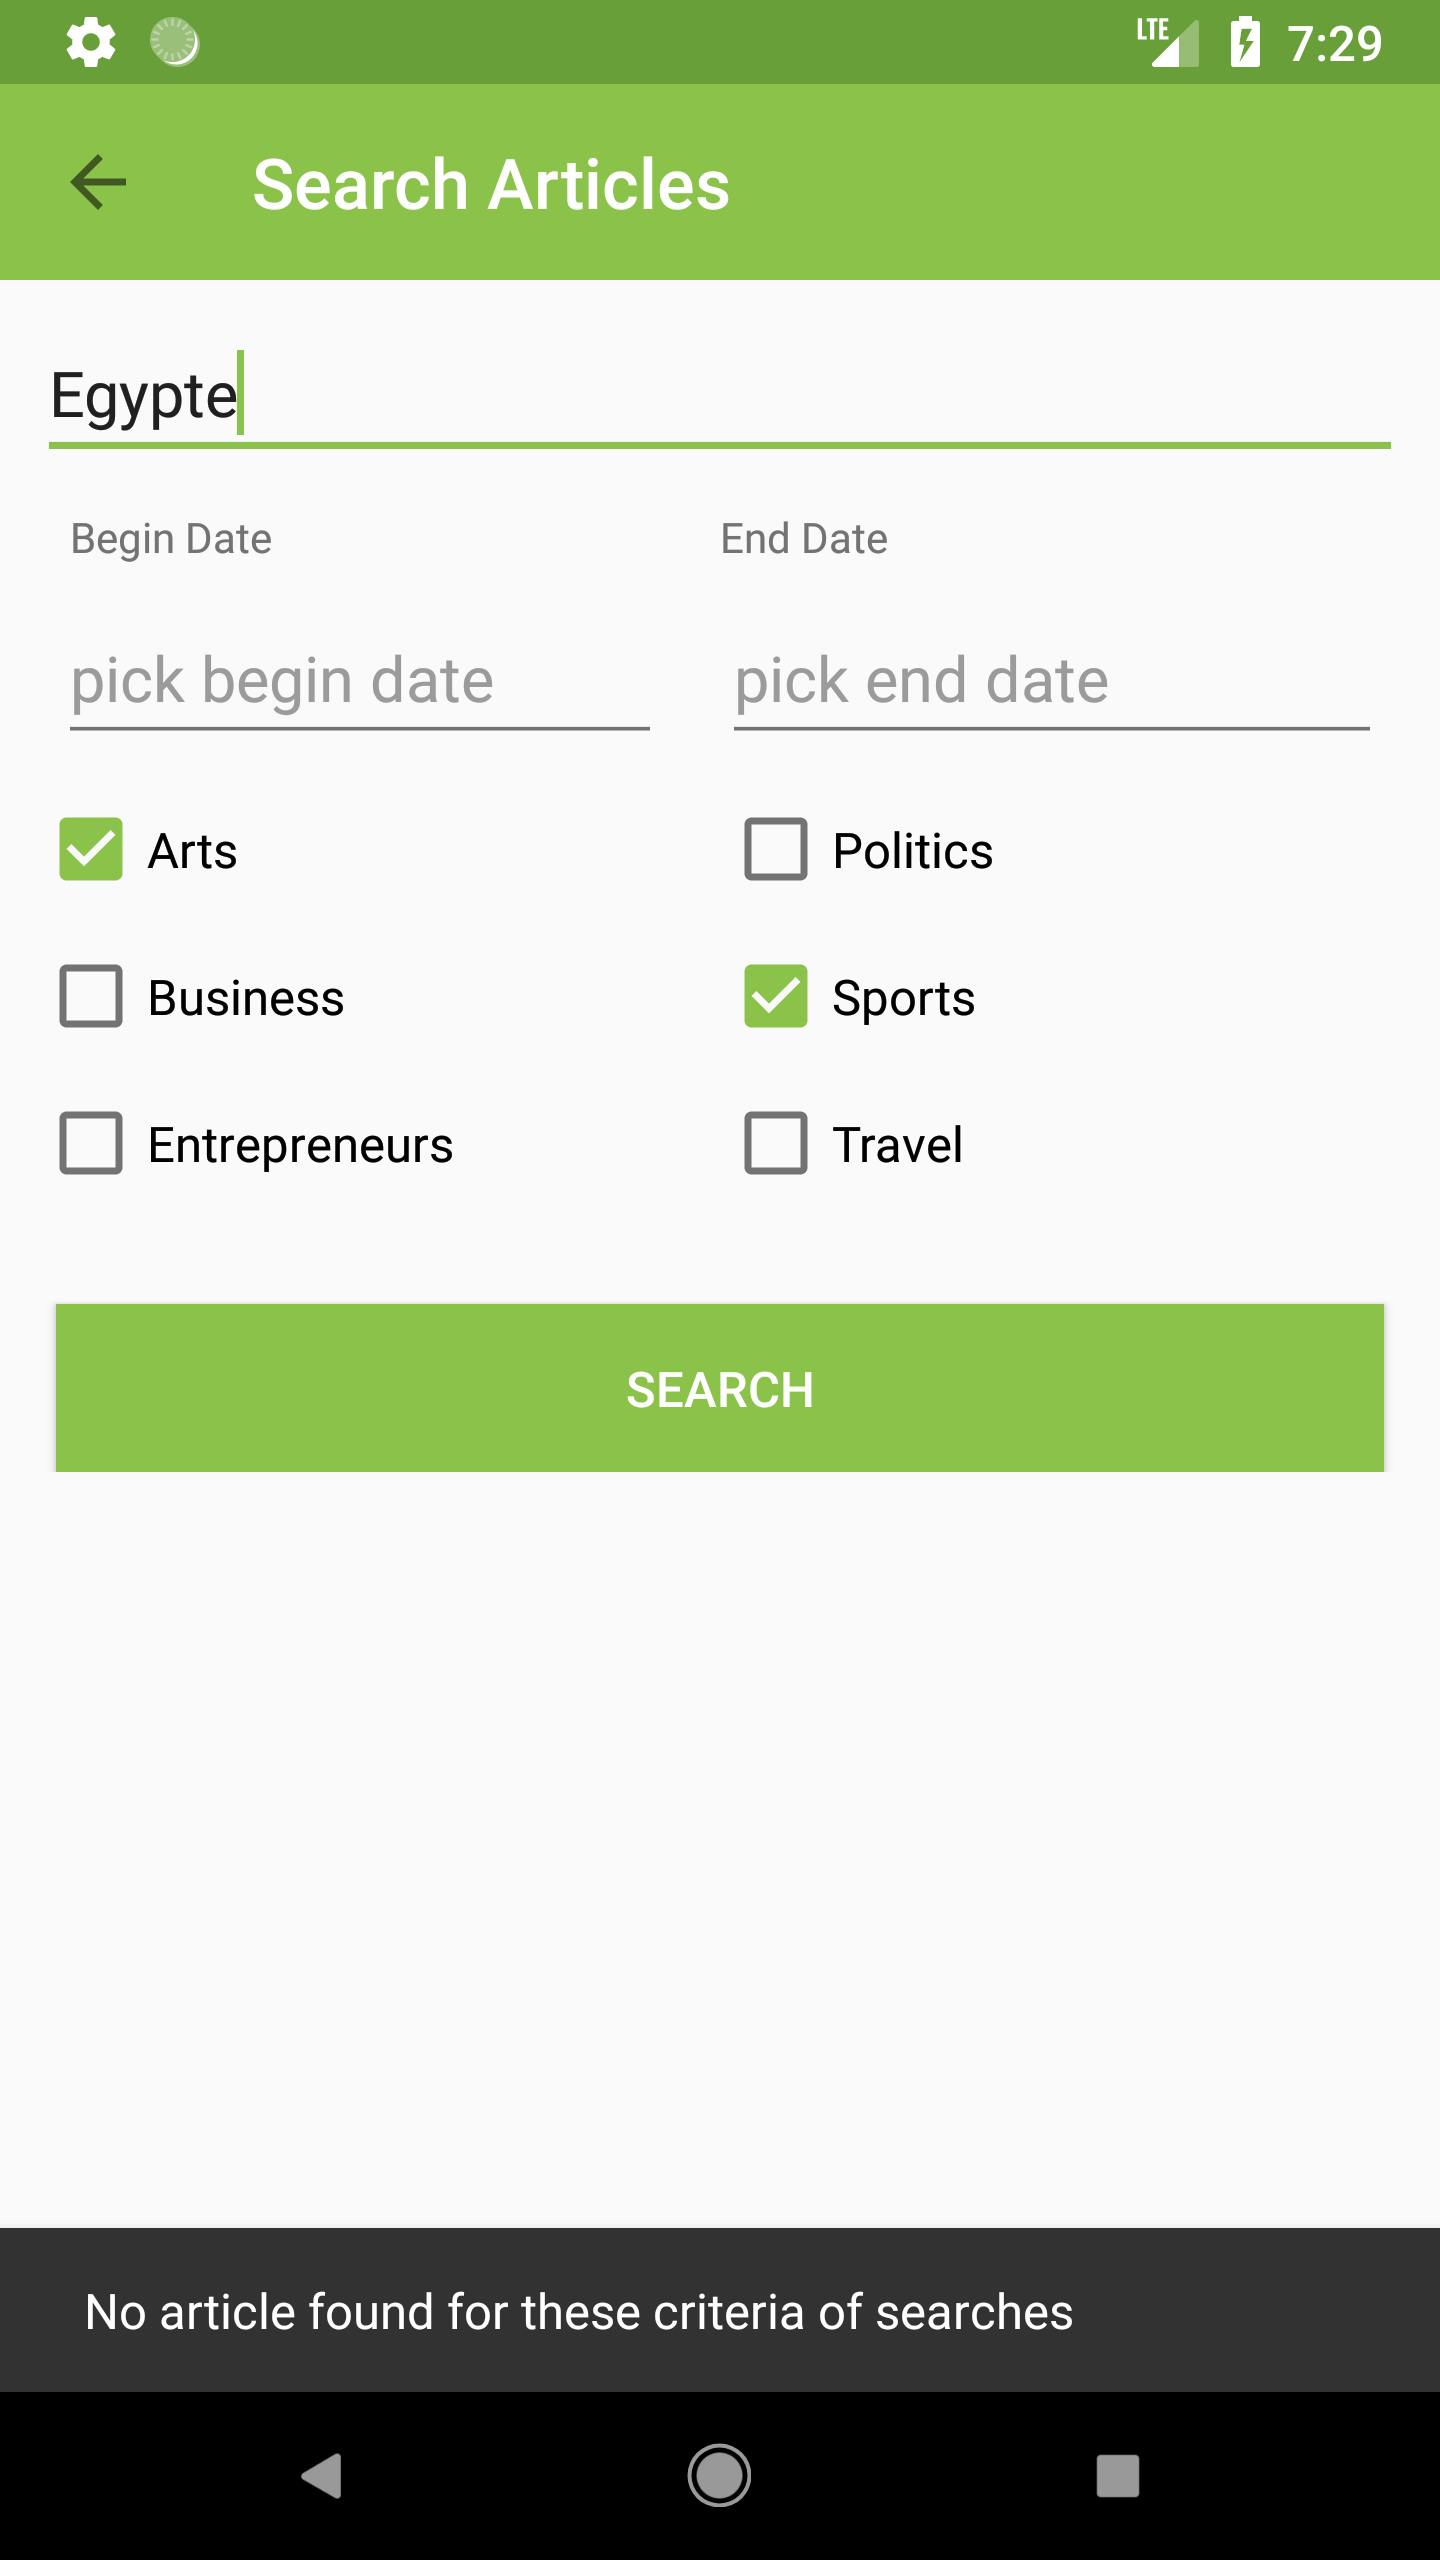 LTE 7:29
Search Articles
Egypte
Begin Date End Date
pick begin date pick end date
Arts Politics
Business Sports
Entrepreneurs Travel
SEARCH
No article found for these criteria of searches